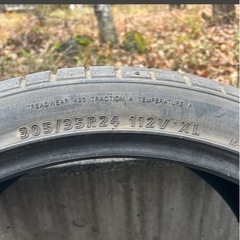 TREADWEAR 420 TRACTION A TEMPERATURE A
305/35R24 112V XL